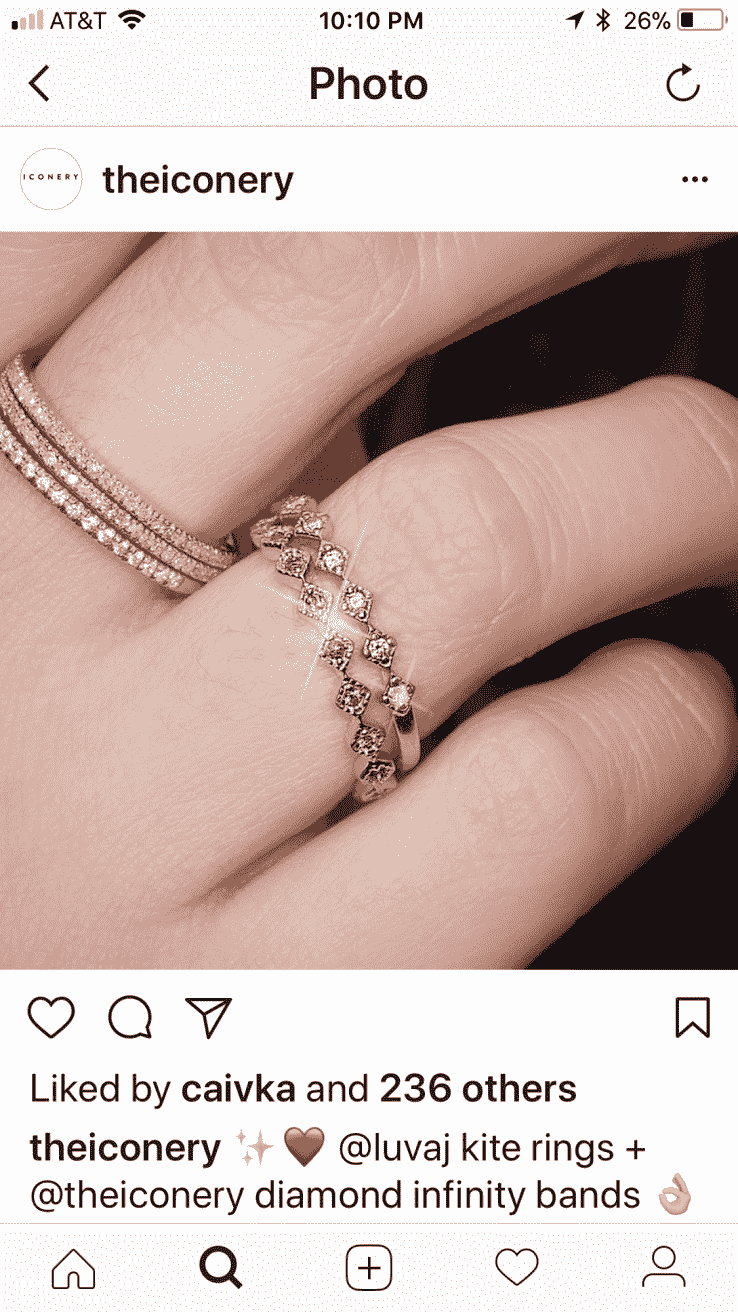 AT&T 10:10 PM 26%
Photo
ICONERY theiconery
Liked by caivka and 236 others
theiconery ✨🤎 @luvaj kite rings +
@theiconery diamond infinity bands 👌🏼